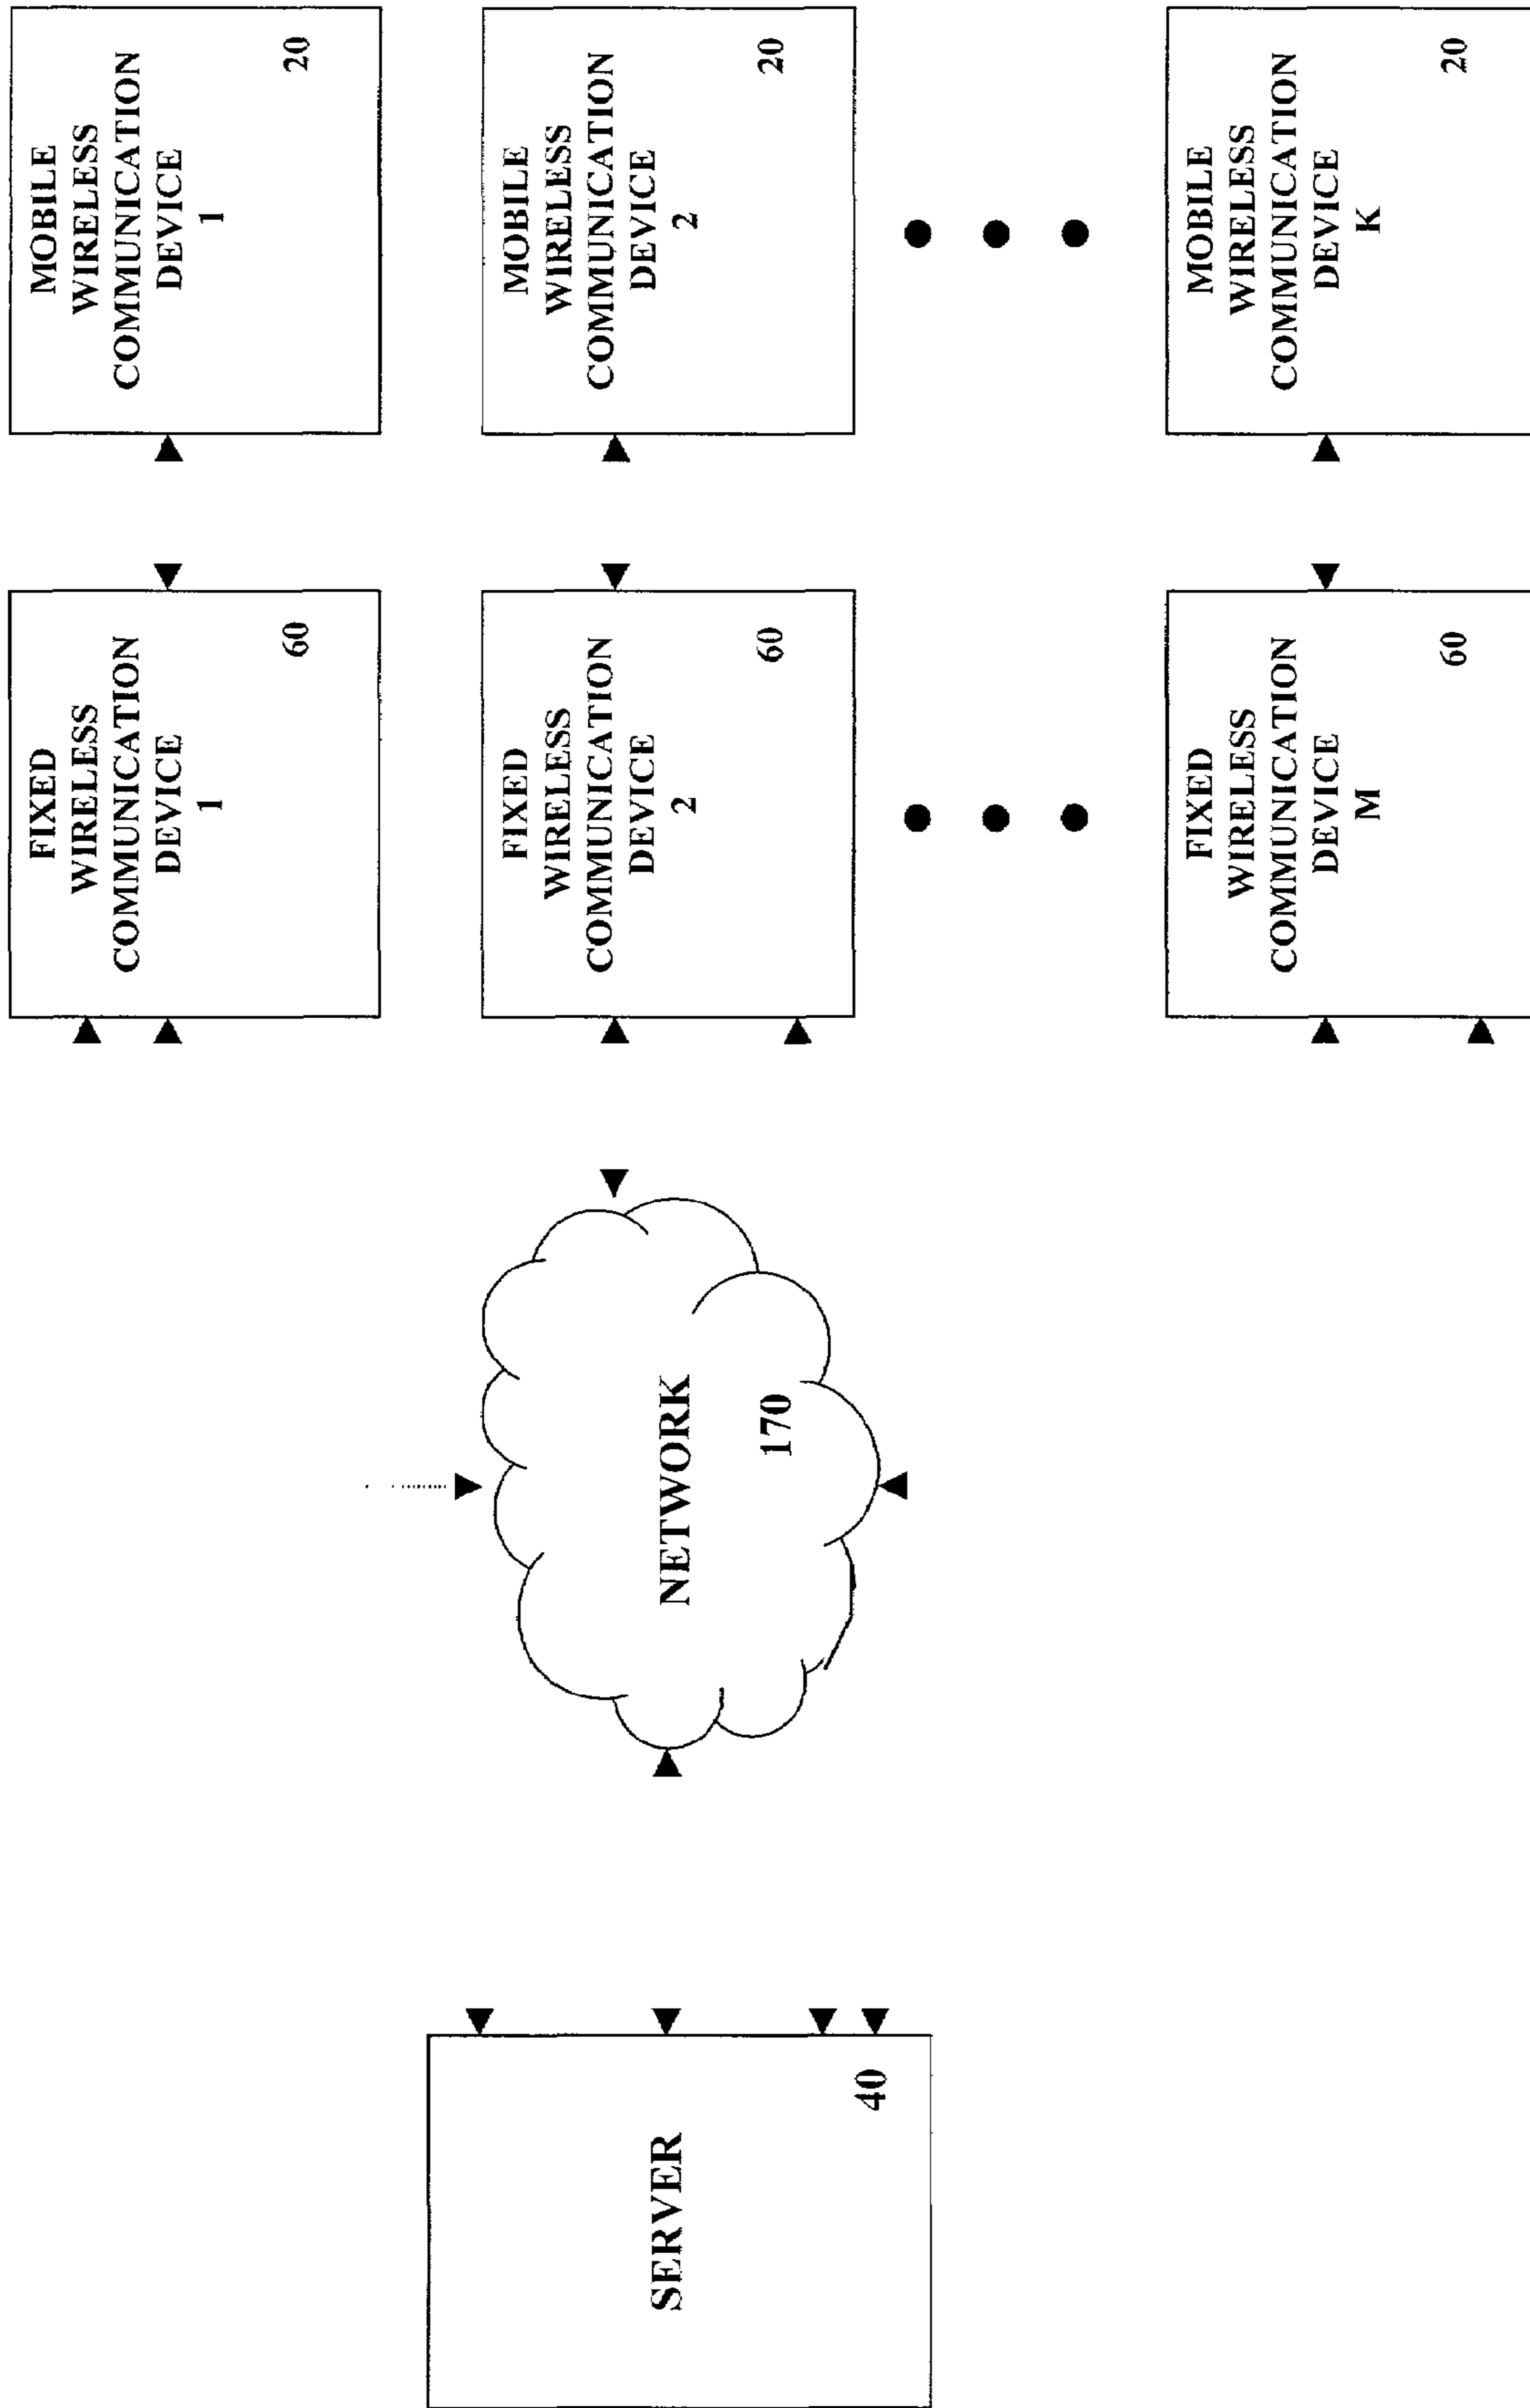 MOBILE
WIRELESS
COMMUNICATION
DEVICE
1
20
MOBILE
WIRELESS
COMMUNICATION
DEVICE
2
20
MOBILE
WIRELESS
COMMUNICATION
DEVICE
K
20
FIXED
WIRELESS
COMMUNICATION
DEVICE
1
60
FIXED
WIRELESS
COMMUNICATION
DEVICE
2
60
FIXED
WIRELESS
COMMUNICATION
DEVICE
M
60
NETWORK
170
SERVER
40